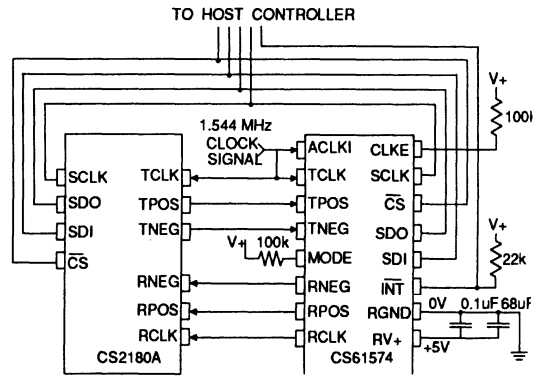 TO HOST CONTROLLER
V+
100k
1.544 MHz
CLOCK
SIGNAL
ACLKI
CLKE
SCLK
TCLK
TCLK
SCLK
SDO
TPOS
TPOS
CS
SDI
TNEG
TNEG
SDO
V+
V+
100k
CS
MODE
SDI
22k
RNEG
RNEG
INT
RPOS
RPOS
RGND
0V
0.1uF
68uF
RCLK
RCLK
RV+
+5V
CS2180A
CS61574